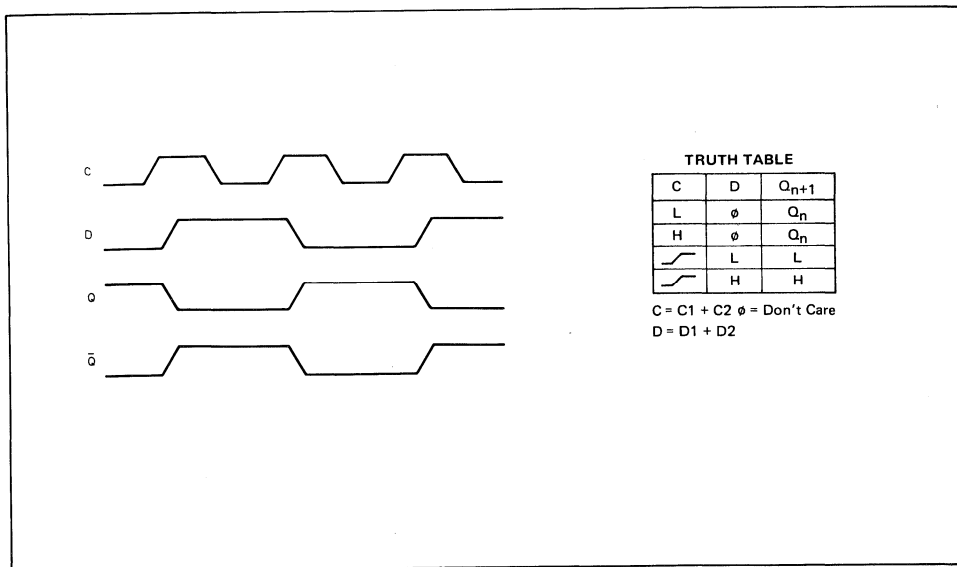 C
D
Q
Q̄
TRUTH TABLE
C D Qn+1
L ø Qn
H ø Qn
L L
H H
C = C1 + C2 ø = Don't Care
D = D1 + D2